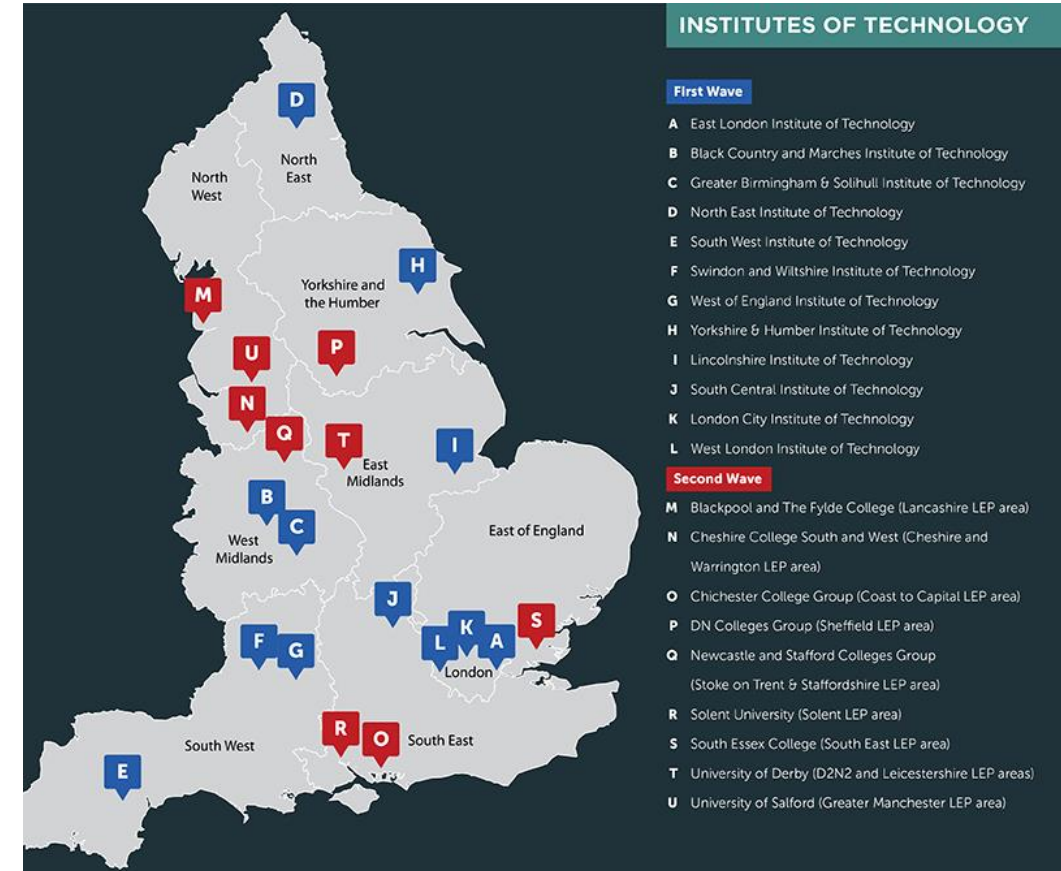 INSTITUTES OF TECHNOLOGY
First Wave
A East London Institute of Technology
B Black Country and Marches Institute of Technology
C Greater Birmingham & Solihull Institute of Technology
D North East Institute of Technology
E South West Institute of Technology
F Swindon and Wiltshire Institute of Technology
G West of England Institute of Technology
H Yorkshire & Humber Institute of Technology
I Lincolnshire Institute of Technology
J South Central Institute of Technology
K London City Institute of Technology
L West London Institute of Technology
Second Wave
M Blackpool and The Fylde College (Lancashire LEP area)
N Cheshire College South and West (Cheshire and
Warrington LEP area)
O Chichester College Group (Coast to Capital LEP area)
P DN Colleges Group (Sheffield LEP area)
Q Newcastle and Stafford Colleges Group
(Stoke on Trent & Staffordshire LEP area)
R Solent University (Solent LEP area)
S South Essex College (South East LEP area)
T University of Derby (D2N2 and Leicestershire LEP areas)
U University of Salford (Greater Manchester LEP area)
D
North
East
North
West
H
Yorkshire and
the Humber
M
U
P
N
Q
T
I
East
Midlands
B
C
West
Midlands
East of England
J
F
G
L
K
A
S
London
R
O
South West
South East
E